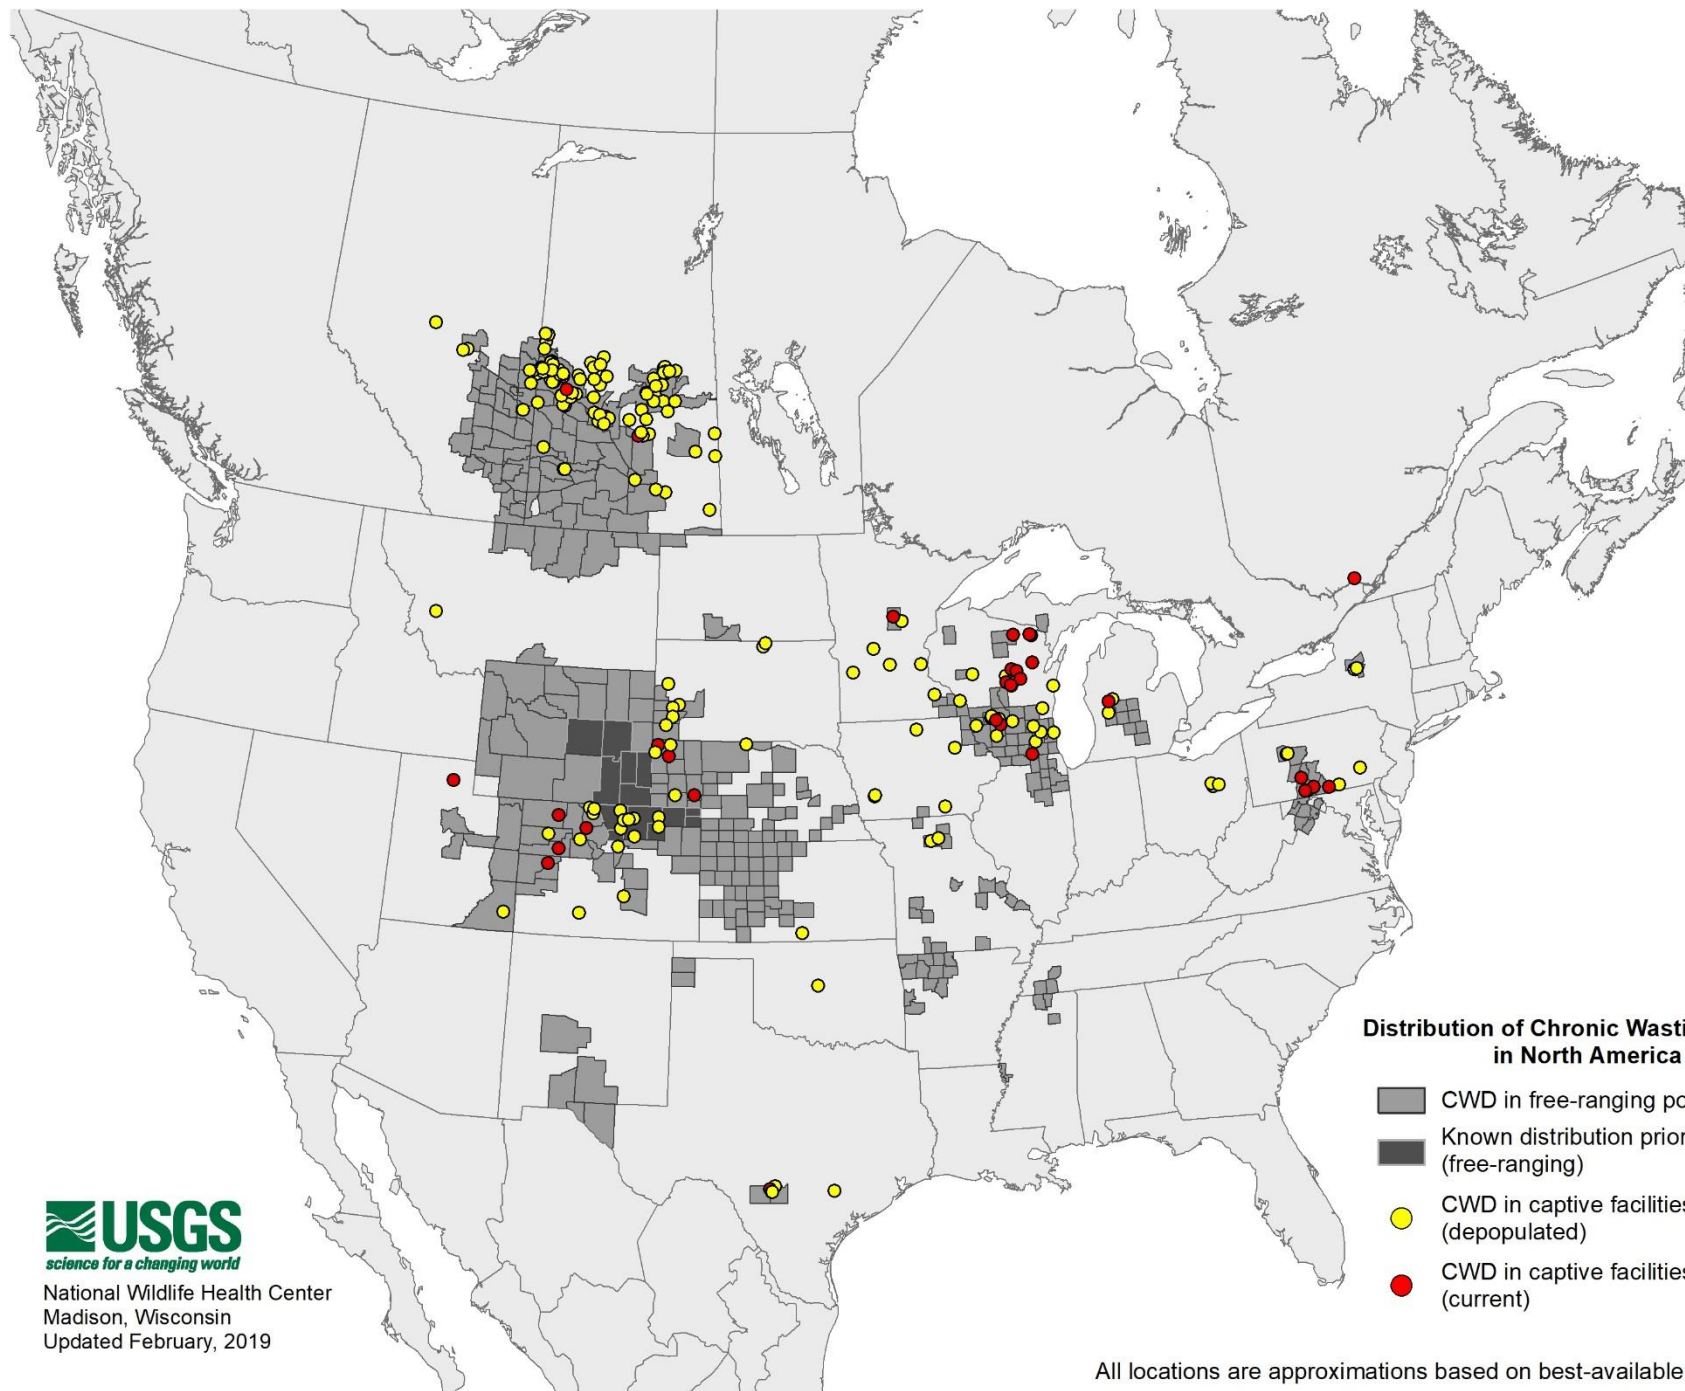 Distribution of Chronic Wasti
in North America
CWD in free-ranging po
Known distribution prior
(free-ranging)
CWD in captive facilities
(depopulated)
CWD in captive facilities
(current)
USGS
science for a changing world
National Wildlife Health Center
Madison, Wisconsin
Updated February, 2019
All locations are approximations based on best-available